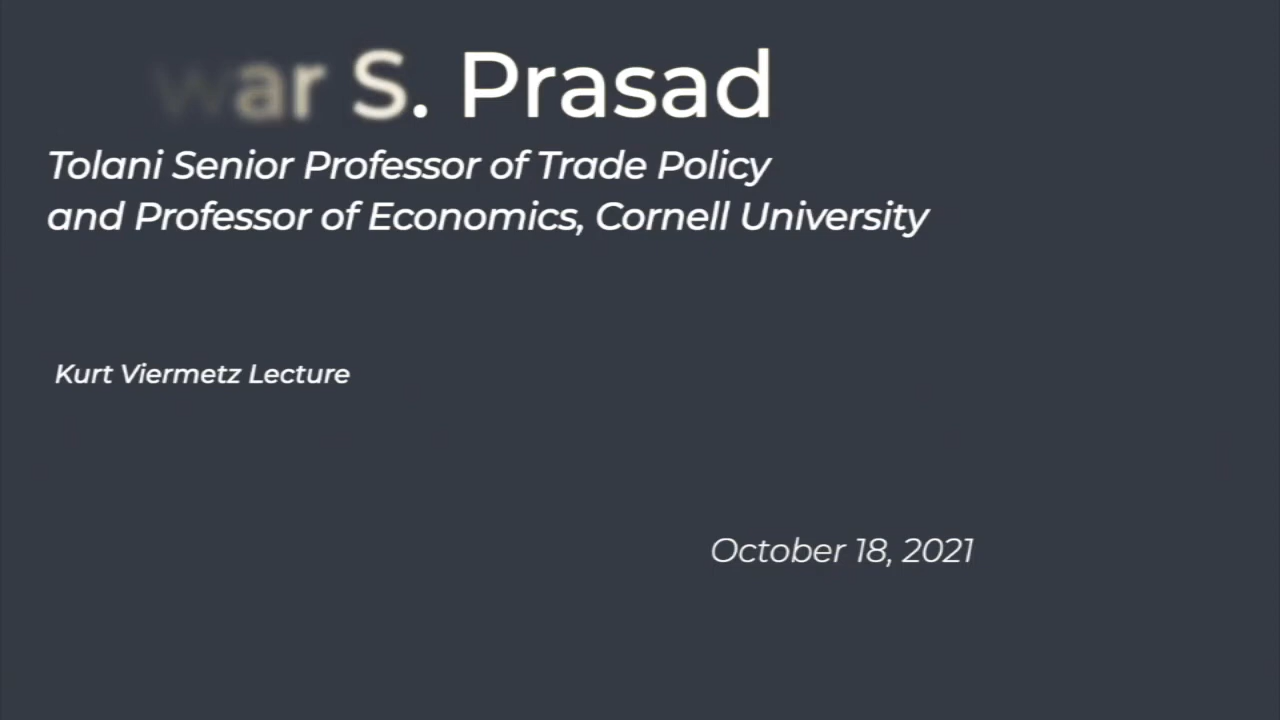 war S. Prasad
Tolani Senior Professor of Trade Policy
and Professor of Economics, Cornell University
Kurt Viermetz Lecture
October 18, 2021